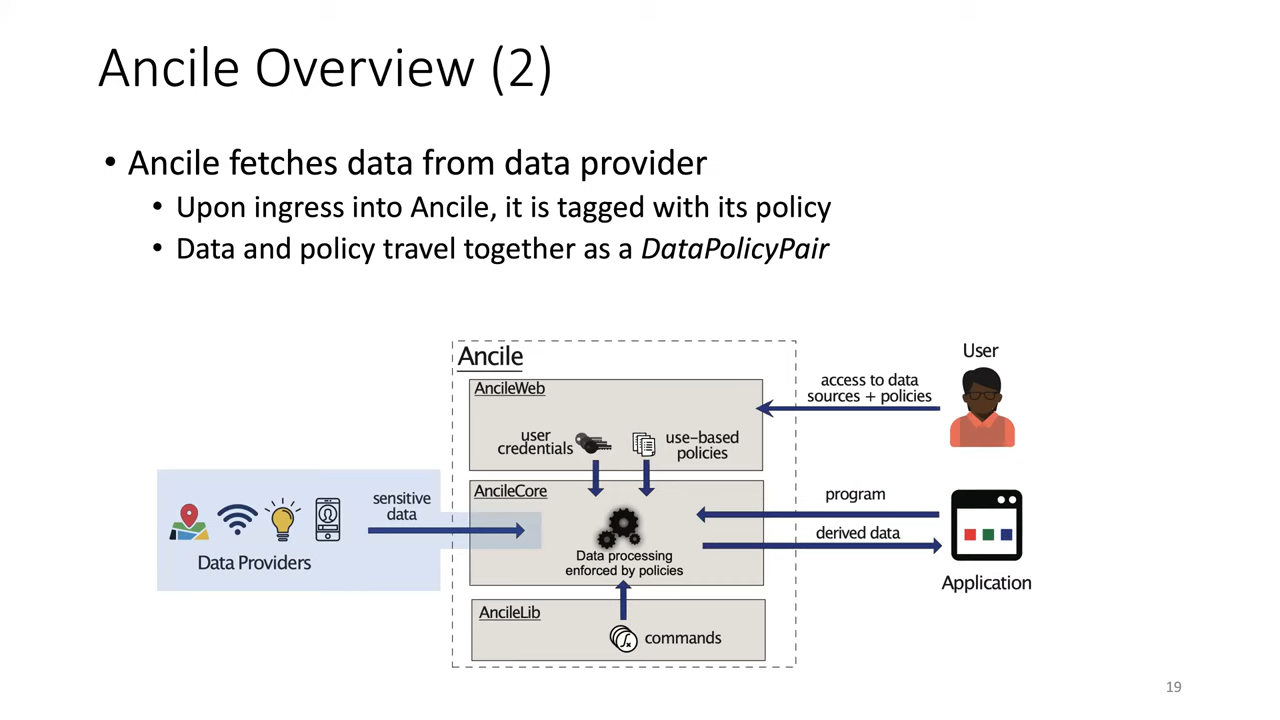 Ancile Overview (2)
• Ancile fetches data from data provider
• Upon ingress into Ancile, it is tagged with its policy
• Data and policy travel together as a DataPolicyPair
Ancile
AncileWeb
user
credentials
use-based
policies
access to data
sources + policies
User
AncileCore
sensitive
data
Data Providers
Data processing
enforced by policies
program
derived data
Application
AncileLib
commands
19